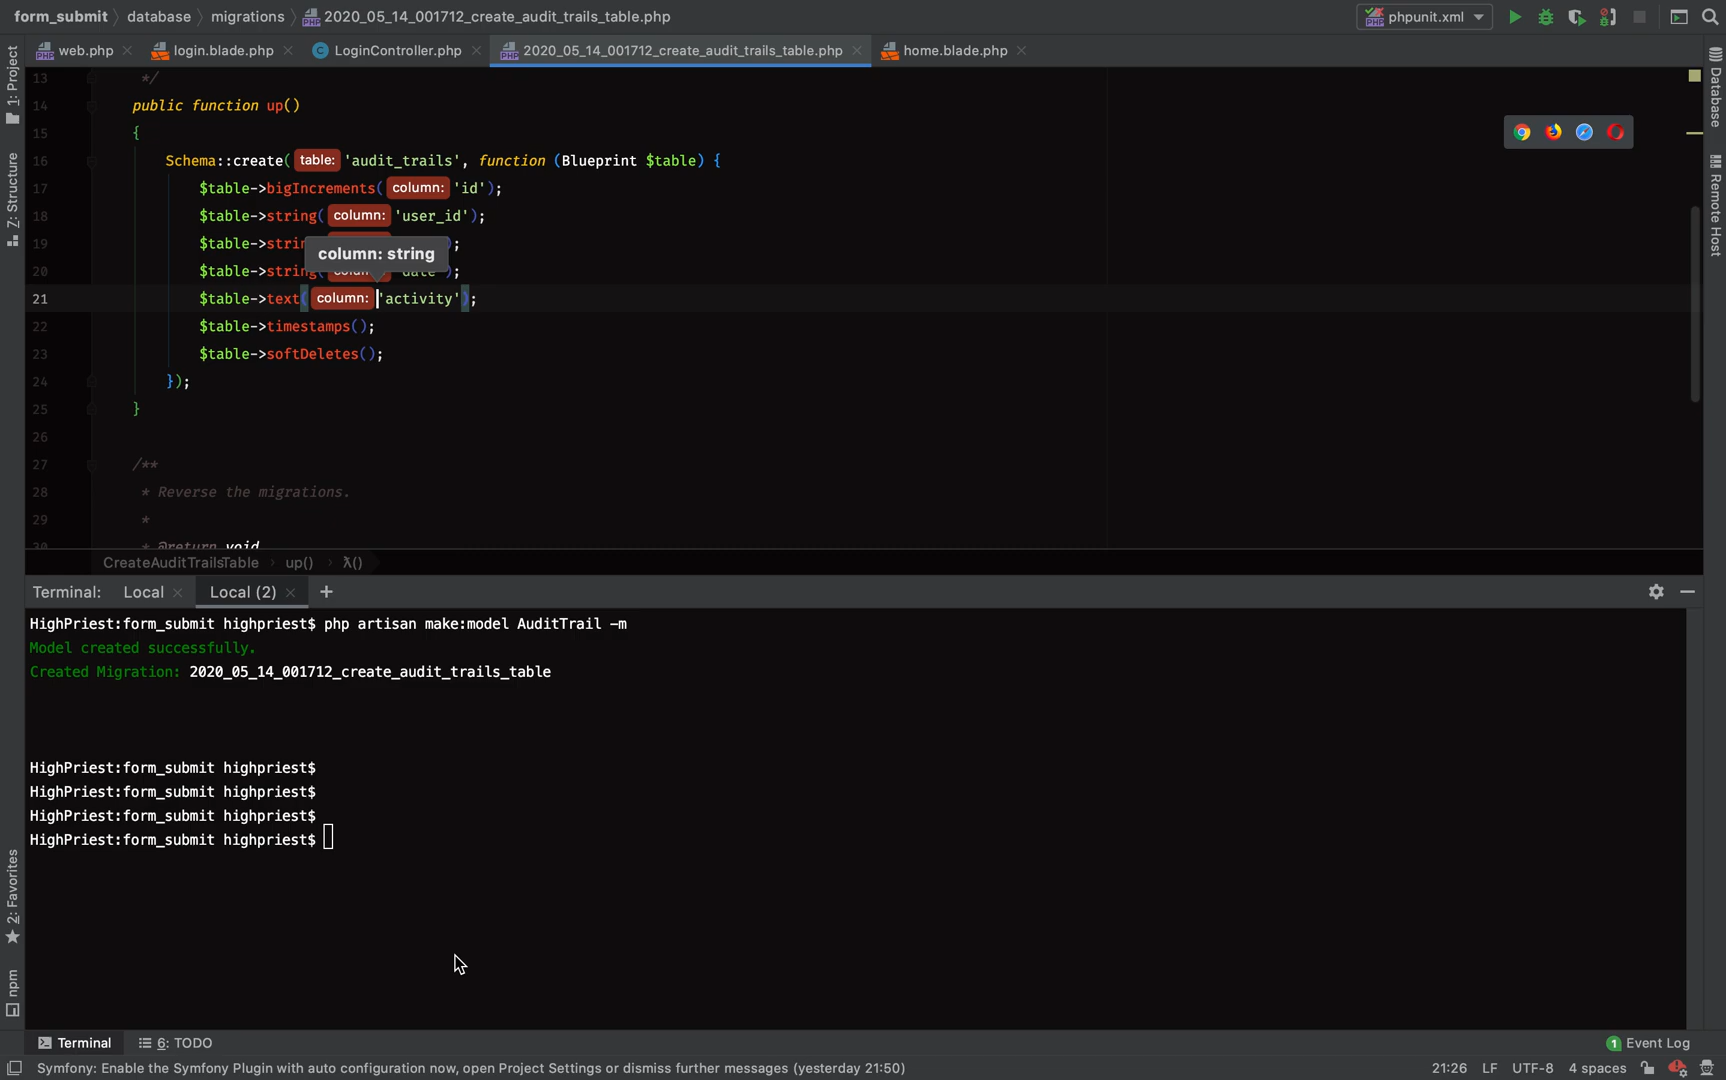 form_submit database migrations 2020_05_14_001712_create_audit_trails_table.php
phpunit.xml
web.php
login.blade.php
LoginController.php
2020_05_14_001712_create_audit_trails_table.php
home.blade.php
1: Project
Z: Structure
2: Favorites
npm
Database
Remote Host
13 */
14 public function up()
15 {
16 Schema::create( table: 'audit_trails', function (Blueprint $table) {
17 $table->bigIncrements( column: 'id');
18 $table->string( column: 'user_id');
19 $table->strin );
column: string
20 $table->string( column: 'date');
21 $table->text( column: 'activity');
22 $table->timestamps();
23 $table->softDeletes();
24 });
25 }
26
27 /**
28 * Reverse the migrations.
29 *
30 * @return void
CreateAuditTrailsTable up() λ()
Terminal: Local Local (2)
HighPriest:form_submit highpriest$ php artisan make:model AuditTrail -m
Model created successfully.
Created Migration: 2020_05_14_001712_create_audit_trails_table
HighPriest:form_submit highpriest$
HighPriest:form_submit highpriest$
HighPriest:form_submit highpriest$
HighPriest:form_submit highpriest$
Terminal 6: TODO
1 Event Log
Symfony: Enable the Symfony Plugin with auto configuration now, open Project Settings or dismiss further messages (yesterday 21:50)
21:26 LF UTF-8 4 spaces